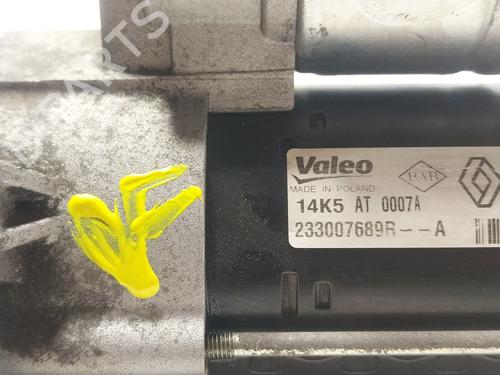 Valeo
MADE IN POLAND
14K5 AT 0007A
233007689R--A